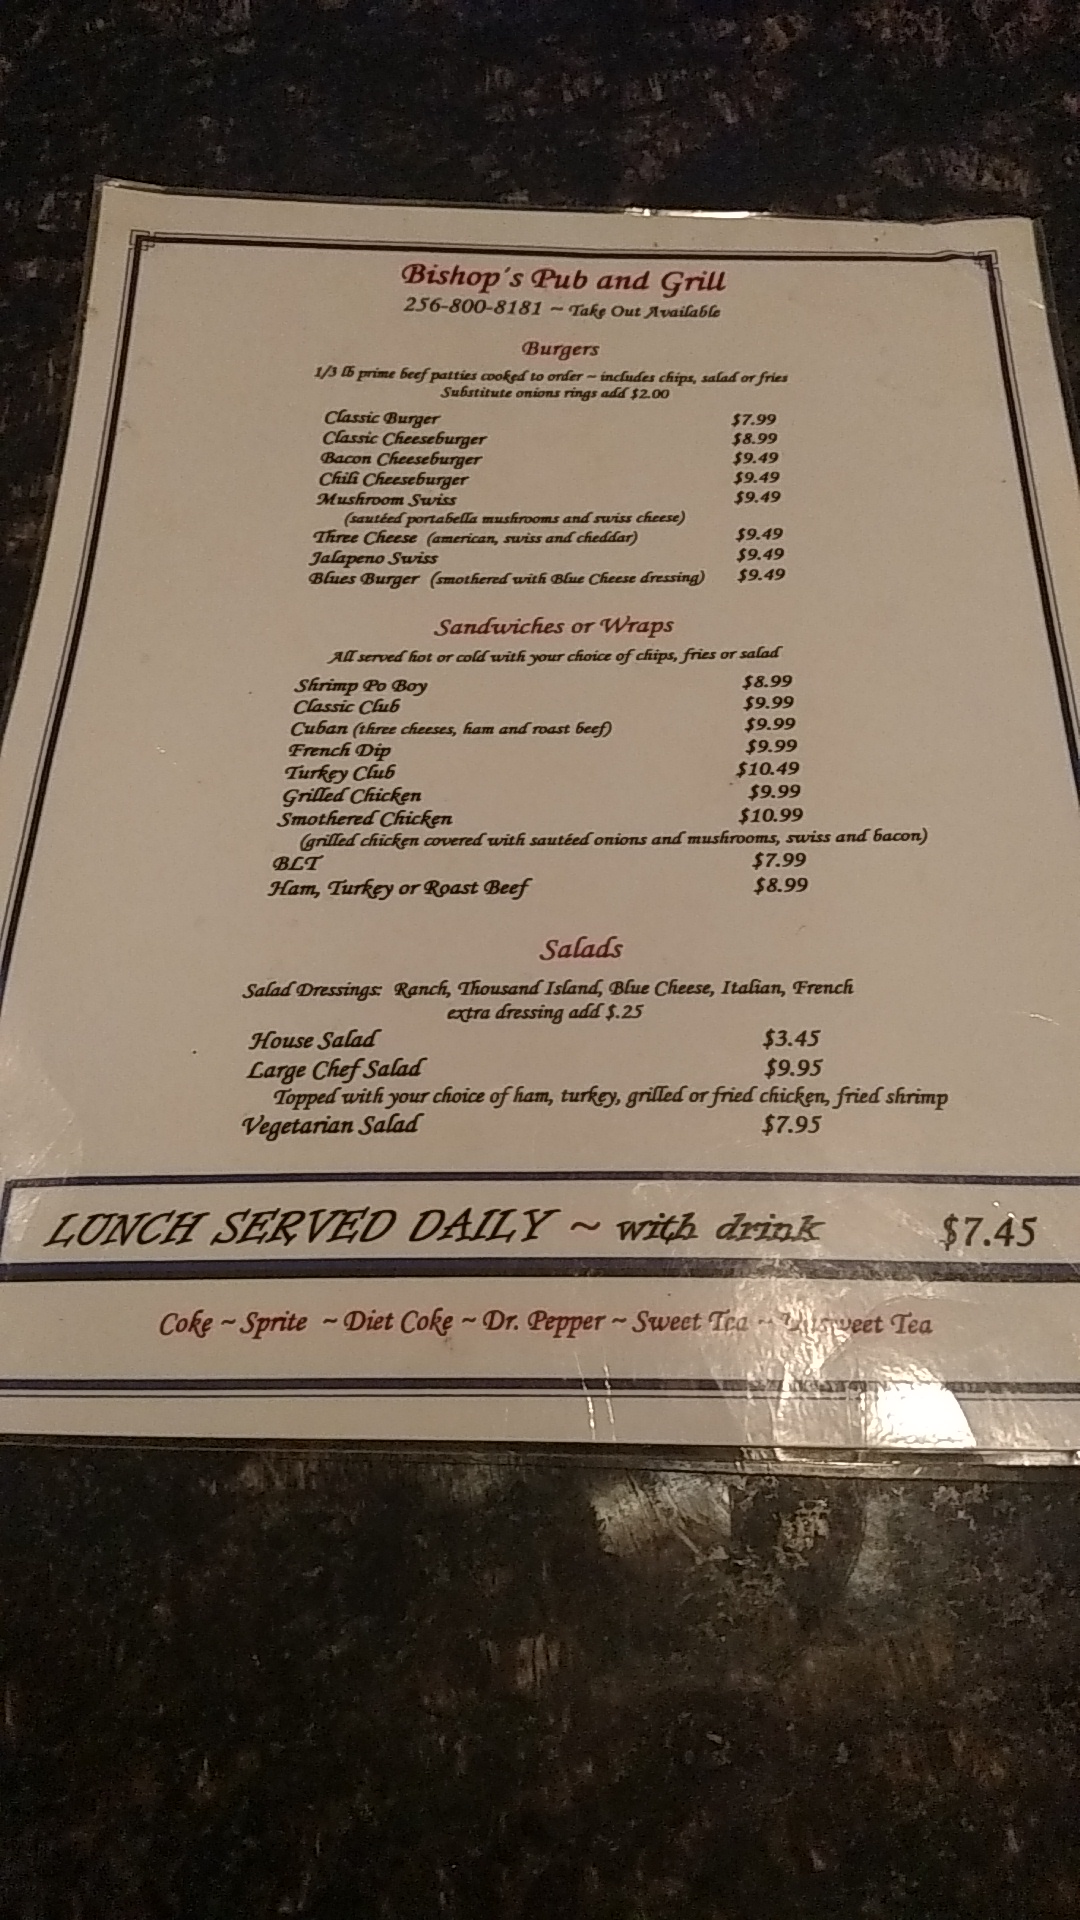 Bishop's Pub and Grill
256-800-8181 ~ Take Out Available
Burgers
1/3 lb prime beef patties cooked to order ~ includes chips, salad or fries
Substitute onions rings add $2.00
Classic Burger $7.99
Classic Cheeseburger $8.99
Bacon Cheeseburger $9.49
Chili Cheeseburger $9.49
Mushroom Swiss $9.49
(sautéed portabella mushrooms and swiss cheese)
Three Cheese (american, swiss and cheddar) $9.49
Jalapeno Swiss $9.49
Blues Burger (smothered with Blue Cheese dressing) $9.49
Sandwiches or Wraps
All served hot or cold with your choice of chips, fries or salad
Shrimp Po Boy $8.99
Classic Club $9.99
Cuban (three cheeses, ham and roast beef) $9.99
French Dip $9.99
Turkey Club $10.49
Grilled Chicken $9.99
Smothered Chicken $10.99
(grilled chicken covered with sautéed onions and mushrooms, swiss and bacon)
BLT $7.99
Ham, Turkey or Roast Beef $8.99
Salads
Salad Dressings: Ranch, Thousand Island, Blue Cheese, Italian, French
extra dressing add $.25
House Salad $3.45
Large Chef Salad $9.95
Topped with your choice of ham, turkey, grilled or fried chicken, fried shrimp
Vegetarian Salad $7.95
LUNCH SERVED DAILY ~ with drink $7.45
Coke ~ Sprite ~ Diet Coke ~ Dr. Pepper ~ Sweet Tea ~ Unsweet Tea